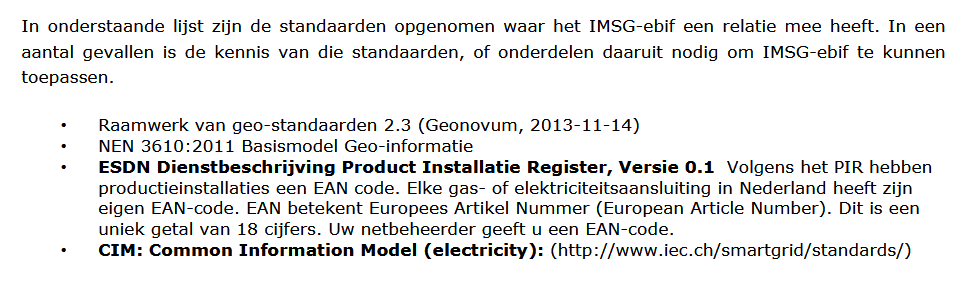 In onderstaande lijst zijn de standaarden opgenomen waar het IMSG-ebif een relatie mee heeft. In een
aantal gevallen is de kennis van die standaarden, of onderdelen daaruit nodig om IMSG-ebif te kunnen
toepassen.
• Raamwerk van geo-standaarden 2.3 (Geonovum, 2013-11-14)
• NEN 3610:2011 Basismodel Geo-informatie
• ESDN Dienstbeschrijving Product Installatie Register, Versie 0.1 Volgens het PIR hebben
productieinstallaties een EAN code. Elke gas- of elektriciteitsaansluiting in Nederland heeft zijn
eigen EAN-code. EAN betekent Europees Artikel Nummer (European Article Number). Dit is een
uniek getal van 18 cijfers. Uw netbeheerder geeft u een EAN-code.
• CIM: Common Information Model (electricity): (http://www.iec.ch/smartgrid/standards/)